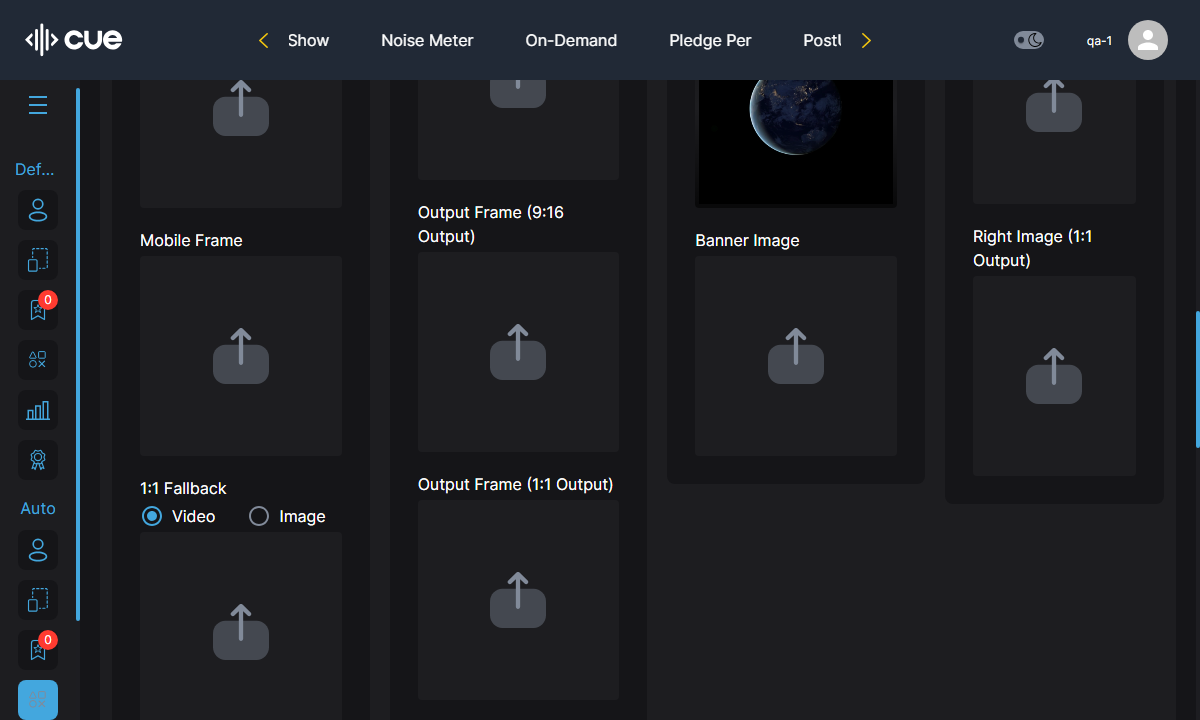 cue
Show
Noise Meter
On-Demand
Pledge Per
qa-1
Def...
0
Auto
0
Mobile Frame
1:1 Fallback
Video
Image
Output Frame (9:16
Output)
Output Frame (1:1 Output)
Banner Image
Right Image (1:1
Output)